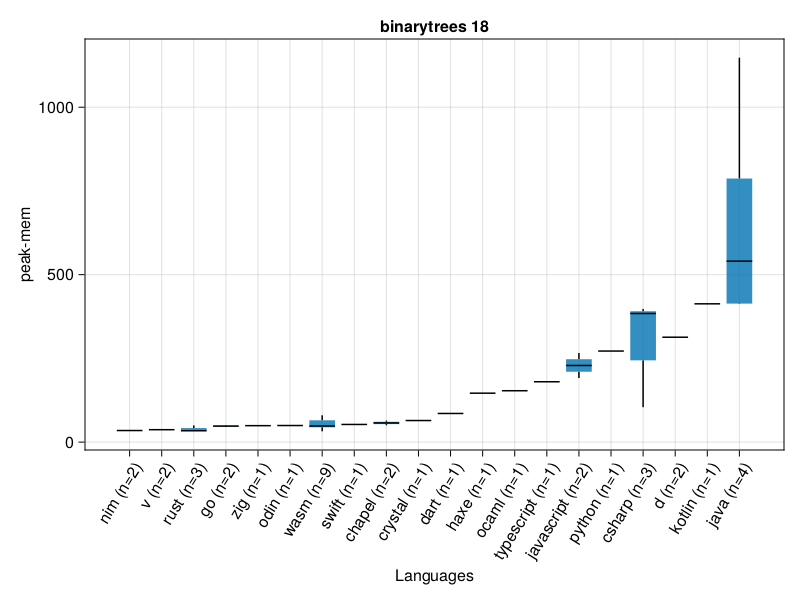 binarytrees 18
peak-mem
1000
500
0
nim (n=2)
v (n=2)
rust (n=3)
go (n=2)
zig (n=1)
odin (n=1)
wasm (n=9)
swift (n=1)
chapel (n=2)
crystal (n=1)
dart (n=1)
haxe (n=1)
ocaml (n=1)
typescript (n=1)
javascript (n=2)
python (n=1)
csharp (n=3)
d (n=2)
kotlin (n=1)
java (n=4)
Languages